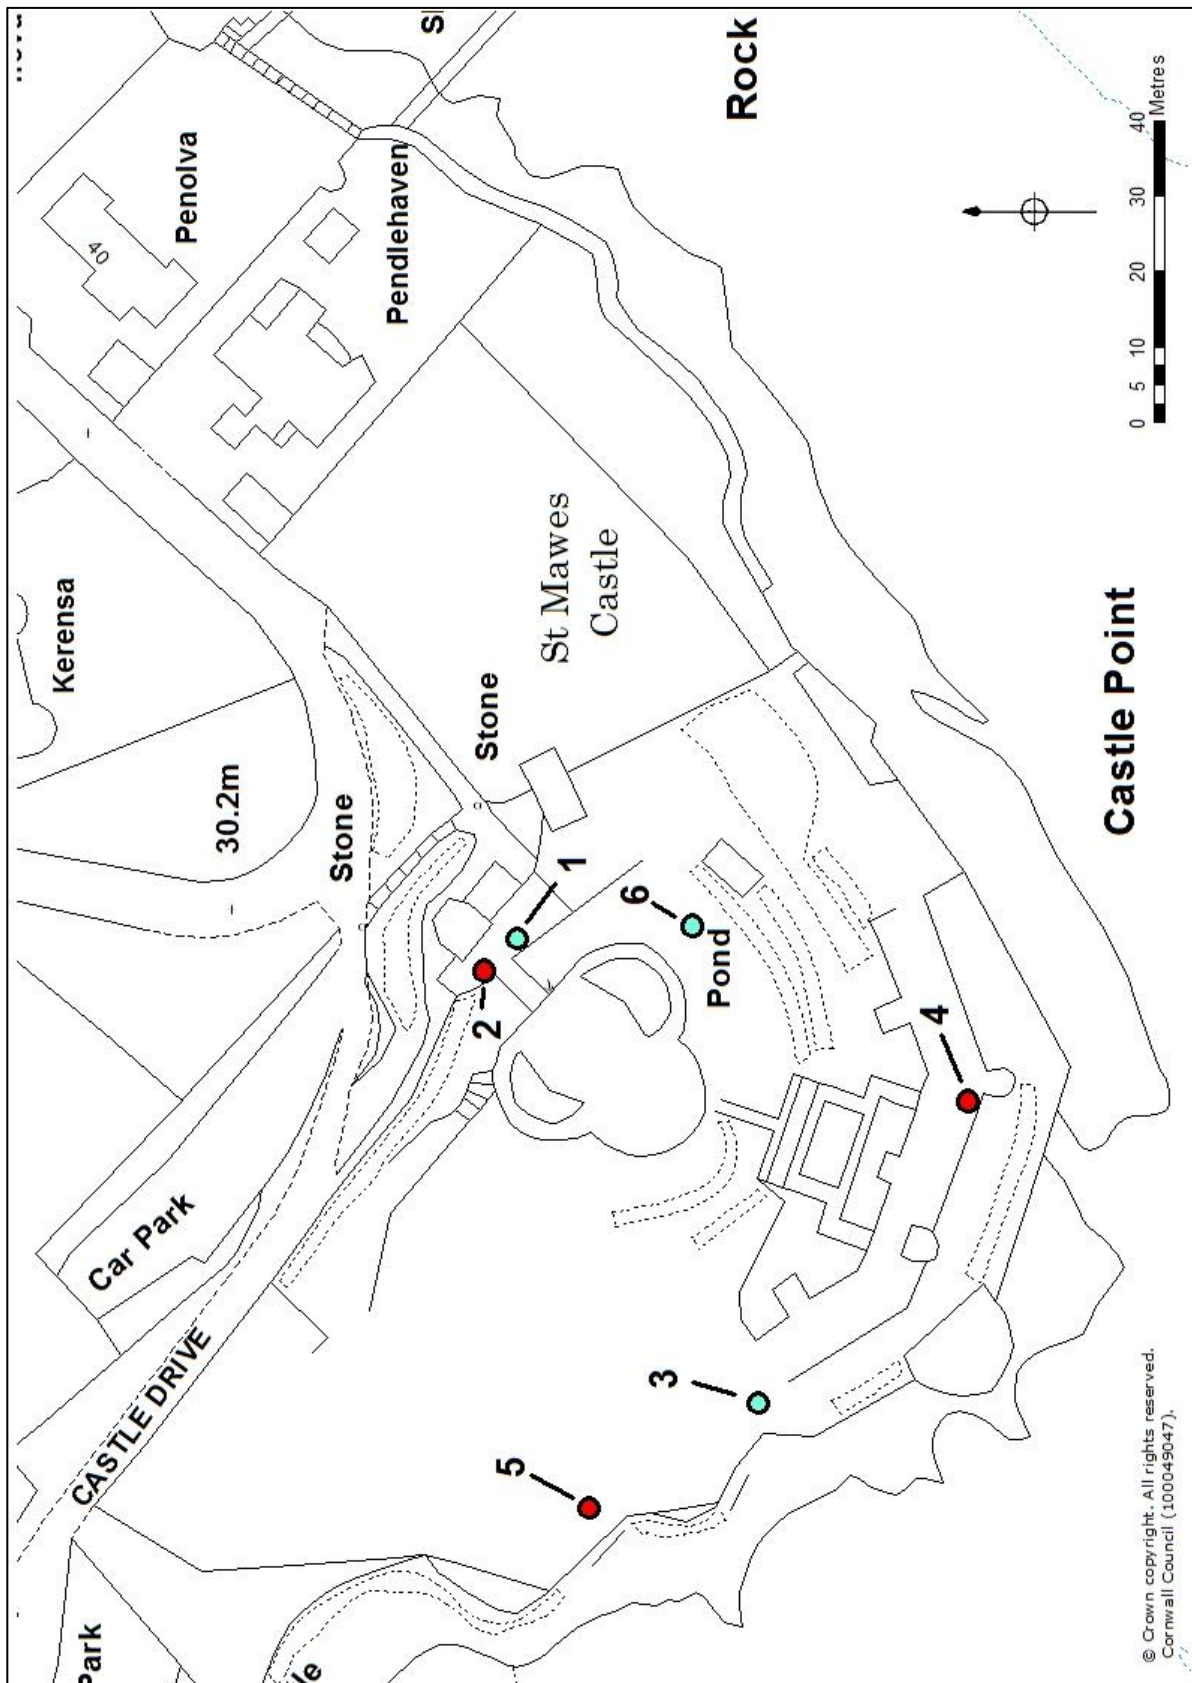 Penolva
40
Pendlehaven
Rock
Kerensa
St Mawes
Castle
30.2m
Stone
Stone
Car Park
CASTLE DRIVE
Park
Pond
Castle Point
1
2
3
4
5
6
0 5 10 20 30 40
Metres
© Crown copyright. All rights reserved.
Cornwall Council (100049047).